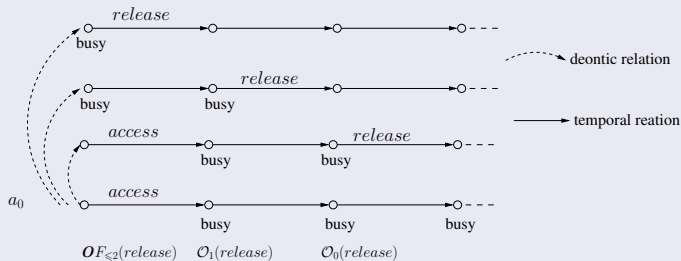 release
busy
deontic relation
release
busy busy
access release
temporal reation
busy busy
access
a0
busy busy busy
OF⩽2(release) O1(release) O0(release)